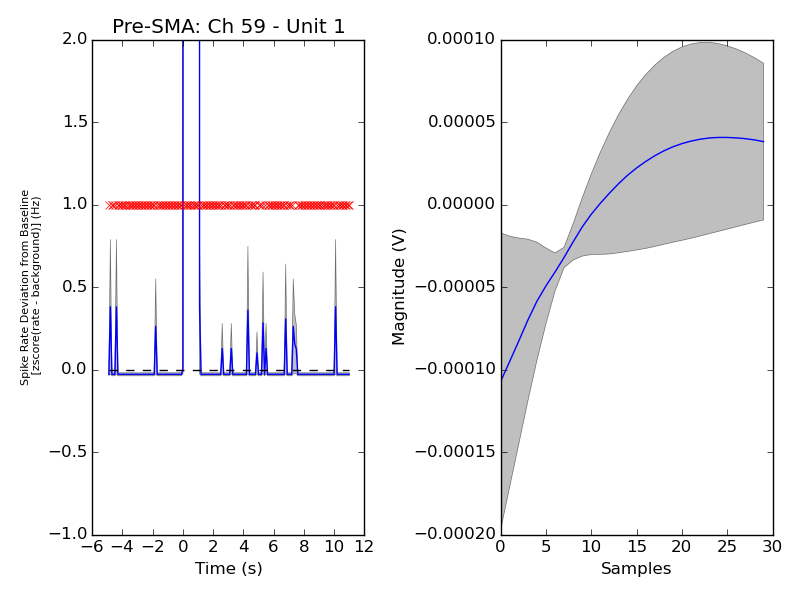 Pre-SMA: Ch 59 - Unit 1
2.0
1.5
1.0
0.5
0.0
−0.5
−1.0
−6 −4 −2 0 2 4 6 8 10 12
Time (s)
Spike Rate Deviation from Baseline
[zscore(rate - background)] (Hz)
0.00010
0.00005
0.00000
−0.00005
−0.00010
−0.00015
−0.00020
0 5 10 15 20 25 30
Samples
Magnitude (V)